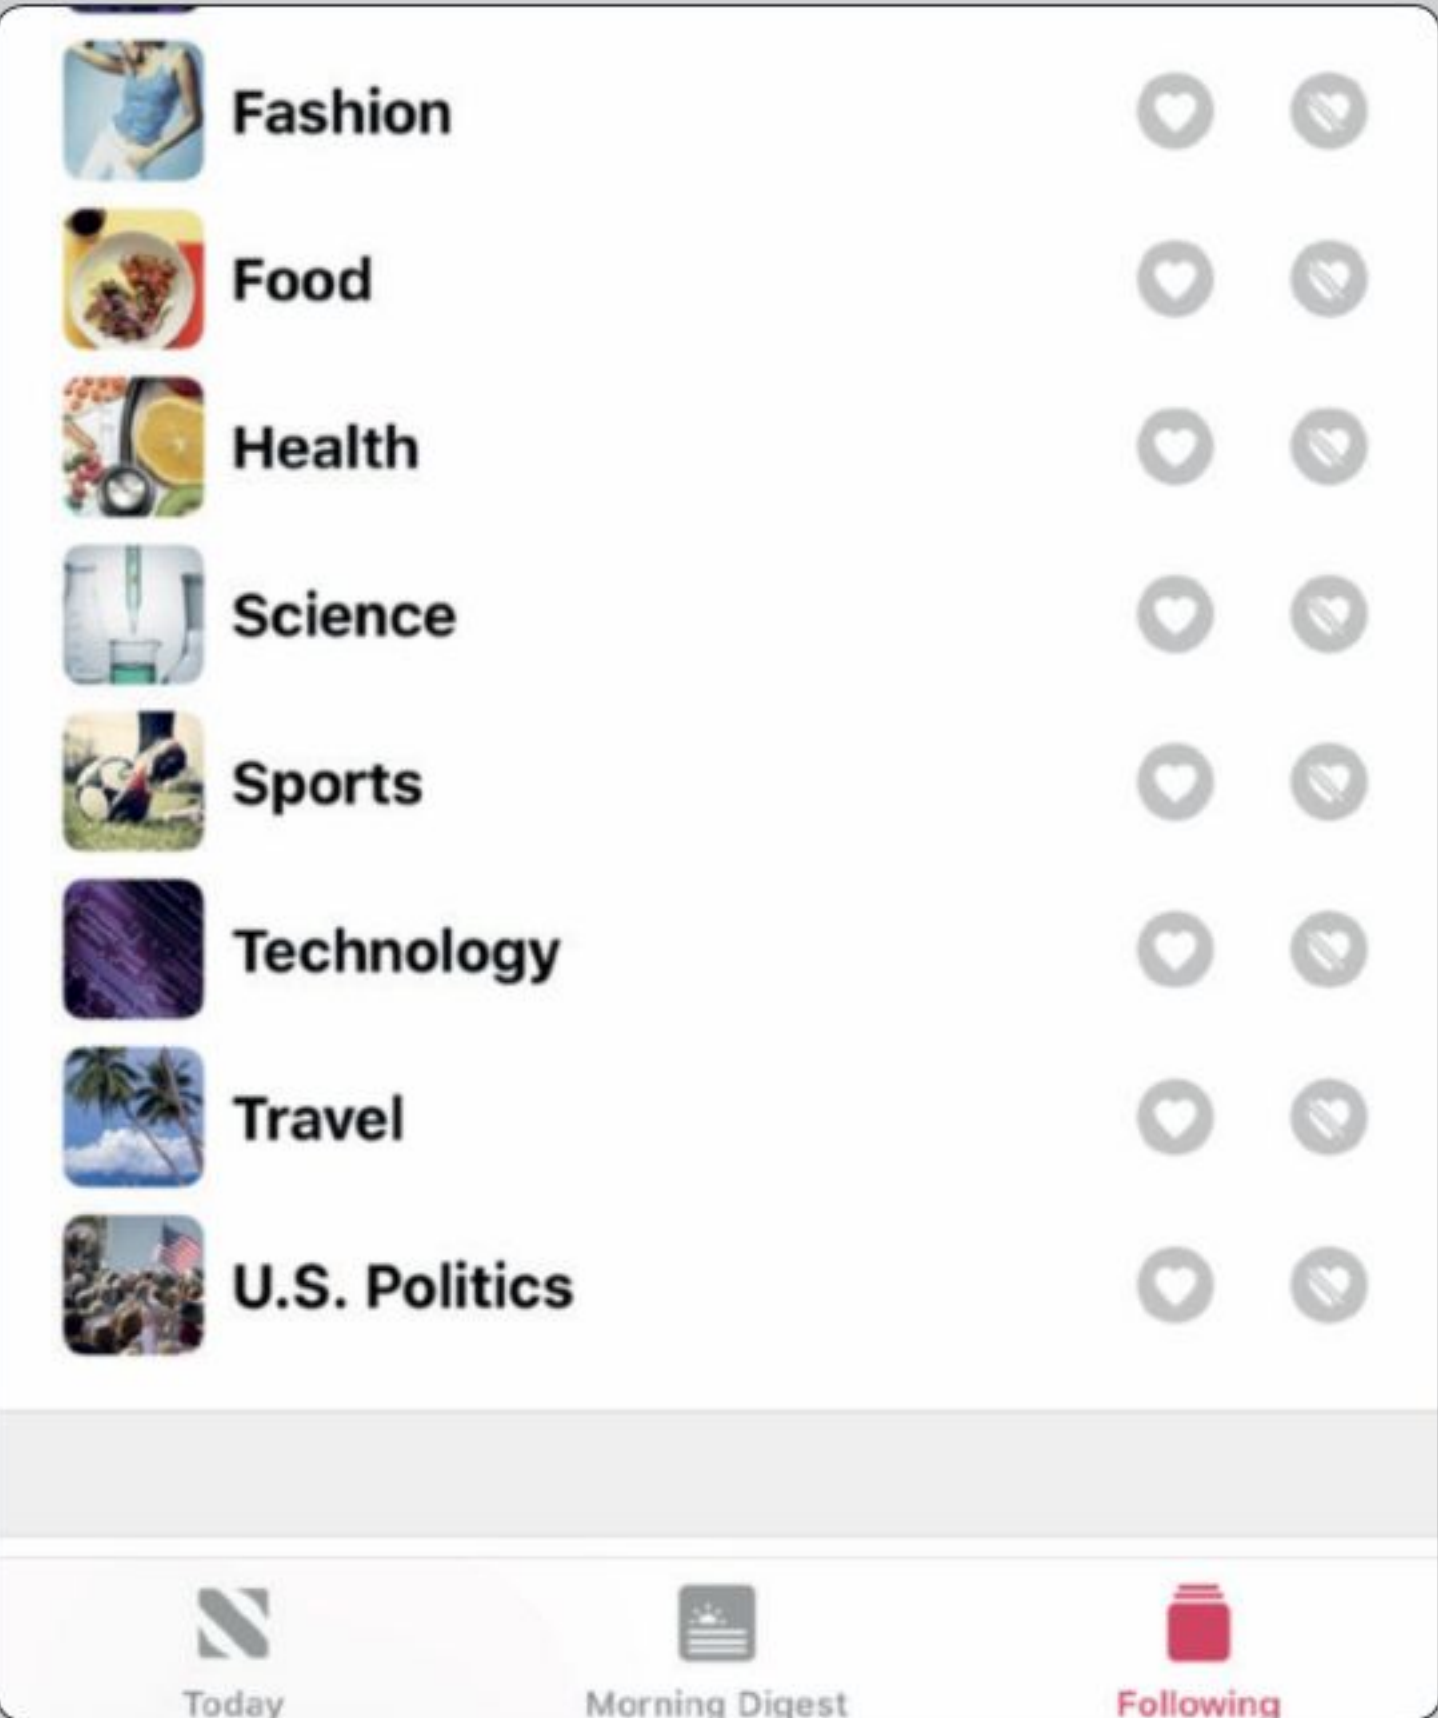 Fashion
Food
Health
Science
Sports
Technology
Travel
U.S. Politics
Today
Morning Digest
Following